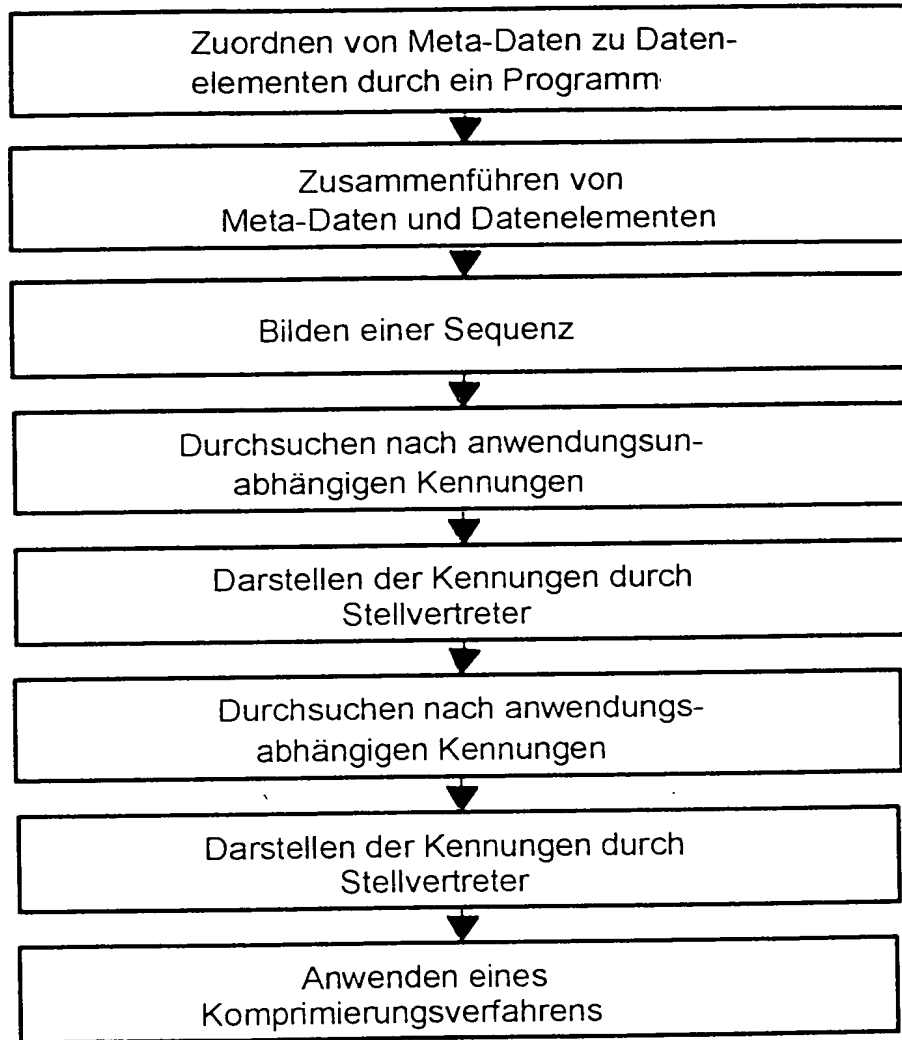 Zuordnen von Meta-Daten zu Daten-
elementen durch ein Programm
Zusammenführen von
Meta-Daten und Datenelementen
Bilden einer Sequenz
Durchsuchen nach anwendungsun-
abhängigen Kennungen
Darstellen der Kennungen durch
Stellvertreter
Durchsuchen nach anwendungs-
abhängigen Kennungen
Darstellen der Kennungen durch
Stellvertreter
Anwenden eines
Komprimierungsverfahrens